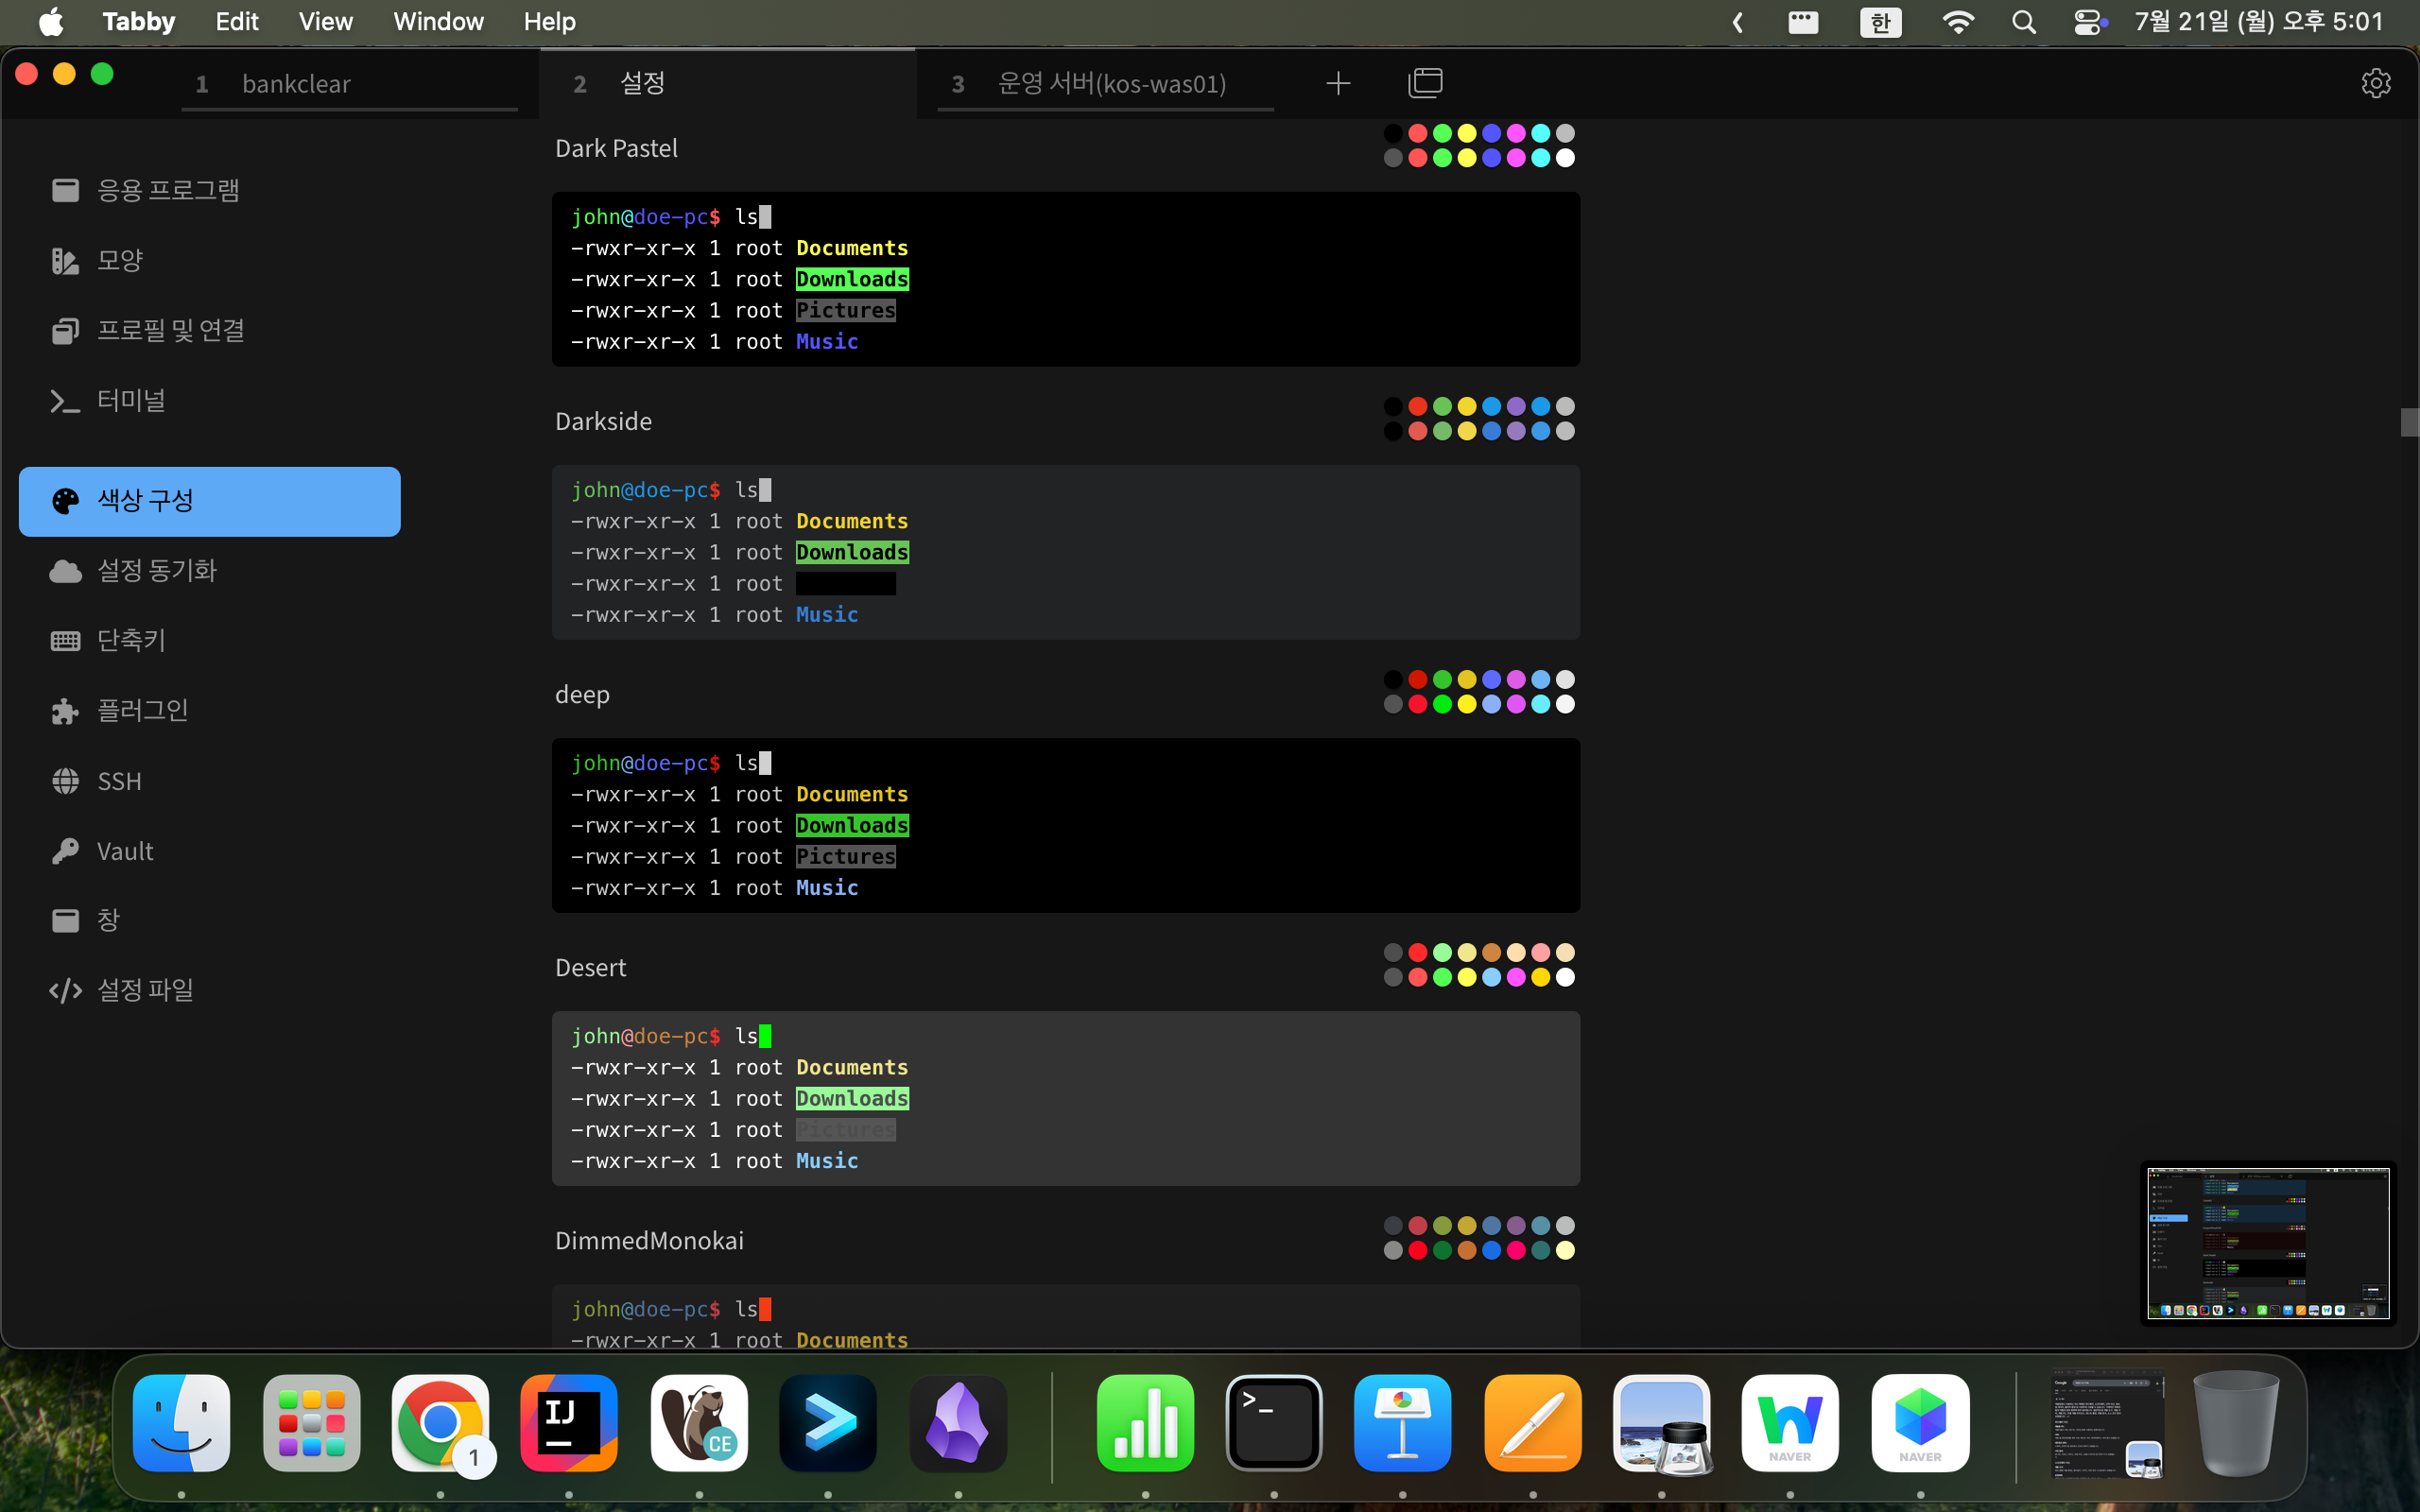 Tabby Edit View Window Help 한 7월 21일 (월) 오후 5:01
1 bankclear 2 설정 3 운영 서버(kos-was01)
응용 프로그램
모양
프로필 및 연결
터미널
색상 구성
설정 동기화
단축키
플러그인
SSH
Vault
창
설정 파일
Dark Pastel
john@doe-pc$ ls
-rwxr-xr-x 1 root Documents
-rwxr-xr-x 1 root Downloads
-rwxr-xr-x 1 root Pictures
-rwxr-xr-x 1 root Music
Darkside
john@doe-pc$ ls
-rwxr-xr-x 1 root Documents
-rwxr-xr-x 1 root Downloads
-rwxr-xr-x 1 root
-rwxr-xr-x 1 root Music
deep
john@doe-pc$ ls
-rwxr-xr-x 1 root Documents
-rwxr-xr-x 1 root Downloads
-rwxr-xr-x 1 root Pictures
-rwxr-xr-x 1 root Music
Desert
john@doe-pc$ ls
-rwxr-xr-x 1 root Documents
-rwxr-xr-x 1 root Downloads
-rwxr-xr-x 1 root Pictures
-rwxr-xr-x 1 root Music
DimmedMonokai
john@doe-pc$ ls
-rwxr-xr-x 1 root Documents
1
IJ
CE
>_
NAVER
NAVER